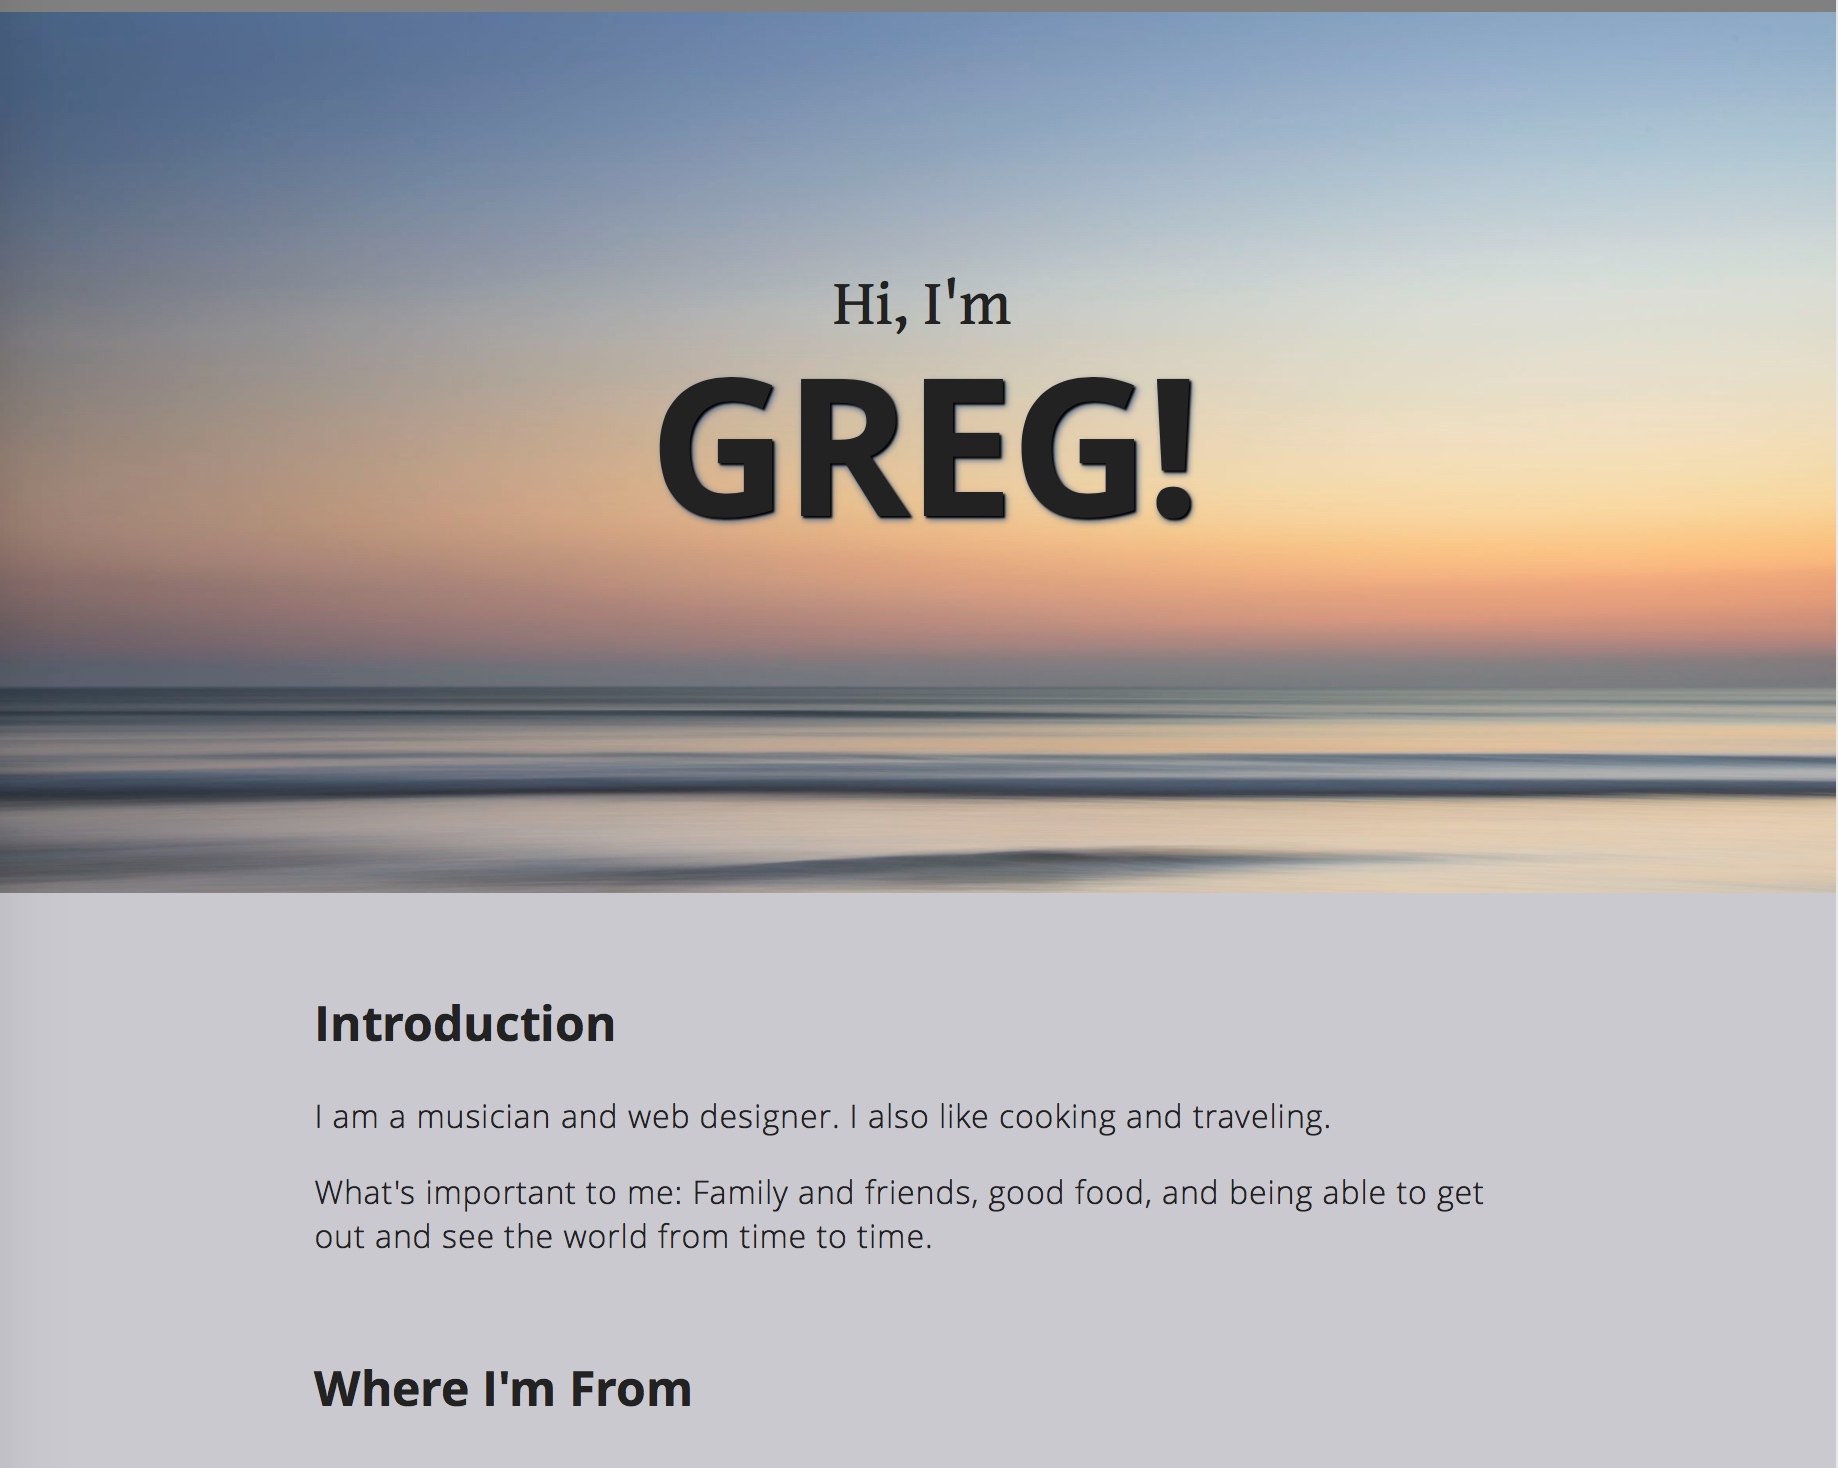 Hi, I'm
GREG!
Introduction
I am a musician and web designer. I also like cooking and traveling.
What's important to me: Family and friends, good food, and being able to get
out and see the world from time to time.
Where I'm From